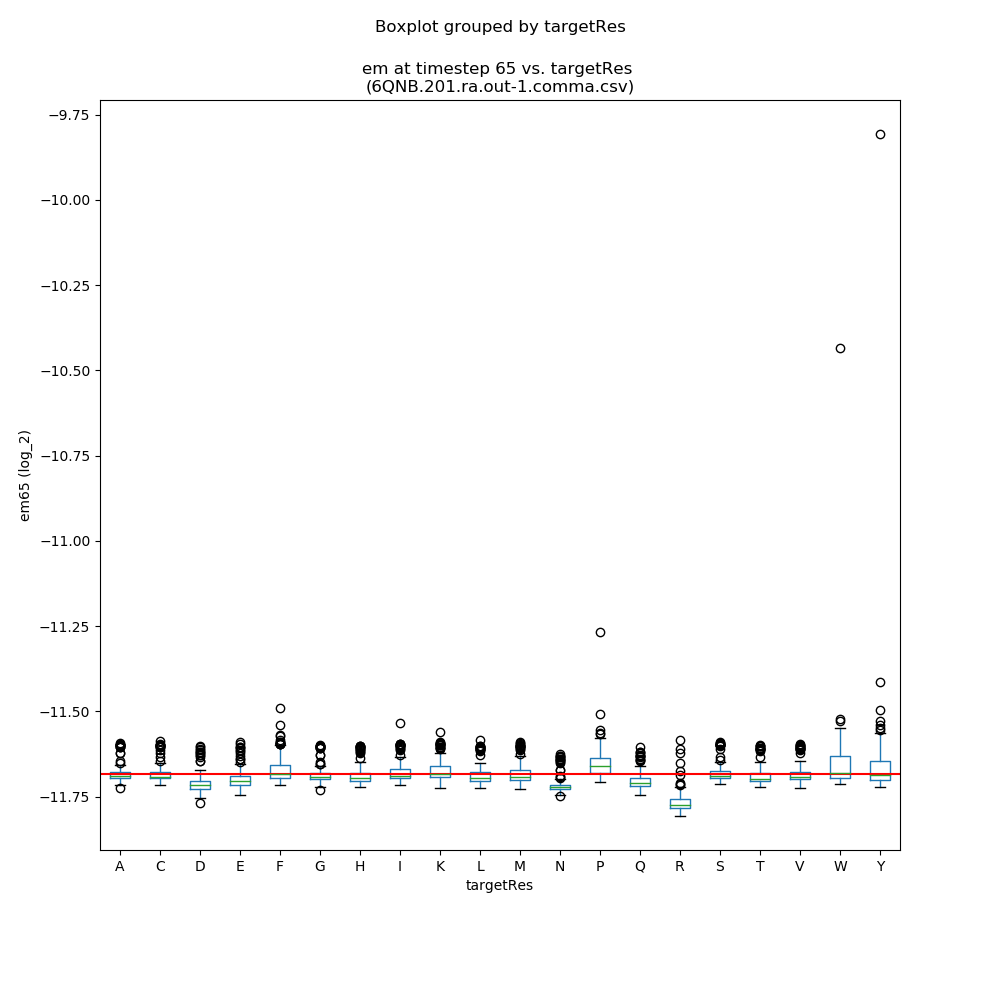 Boxplot grouped by targetRes
em at timestep 65 vs. targetRes
(6QNB.201.ra.out-1.comma.csv)
−9.75
−10.00
−10.25
−10.50
−10.75
−11.00
−11.25
−11.50
−11.75
em65 (log_2)
A C D E F G H I K L M N P Q R S T V W Y
targetRes